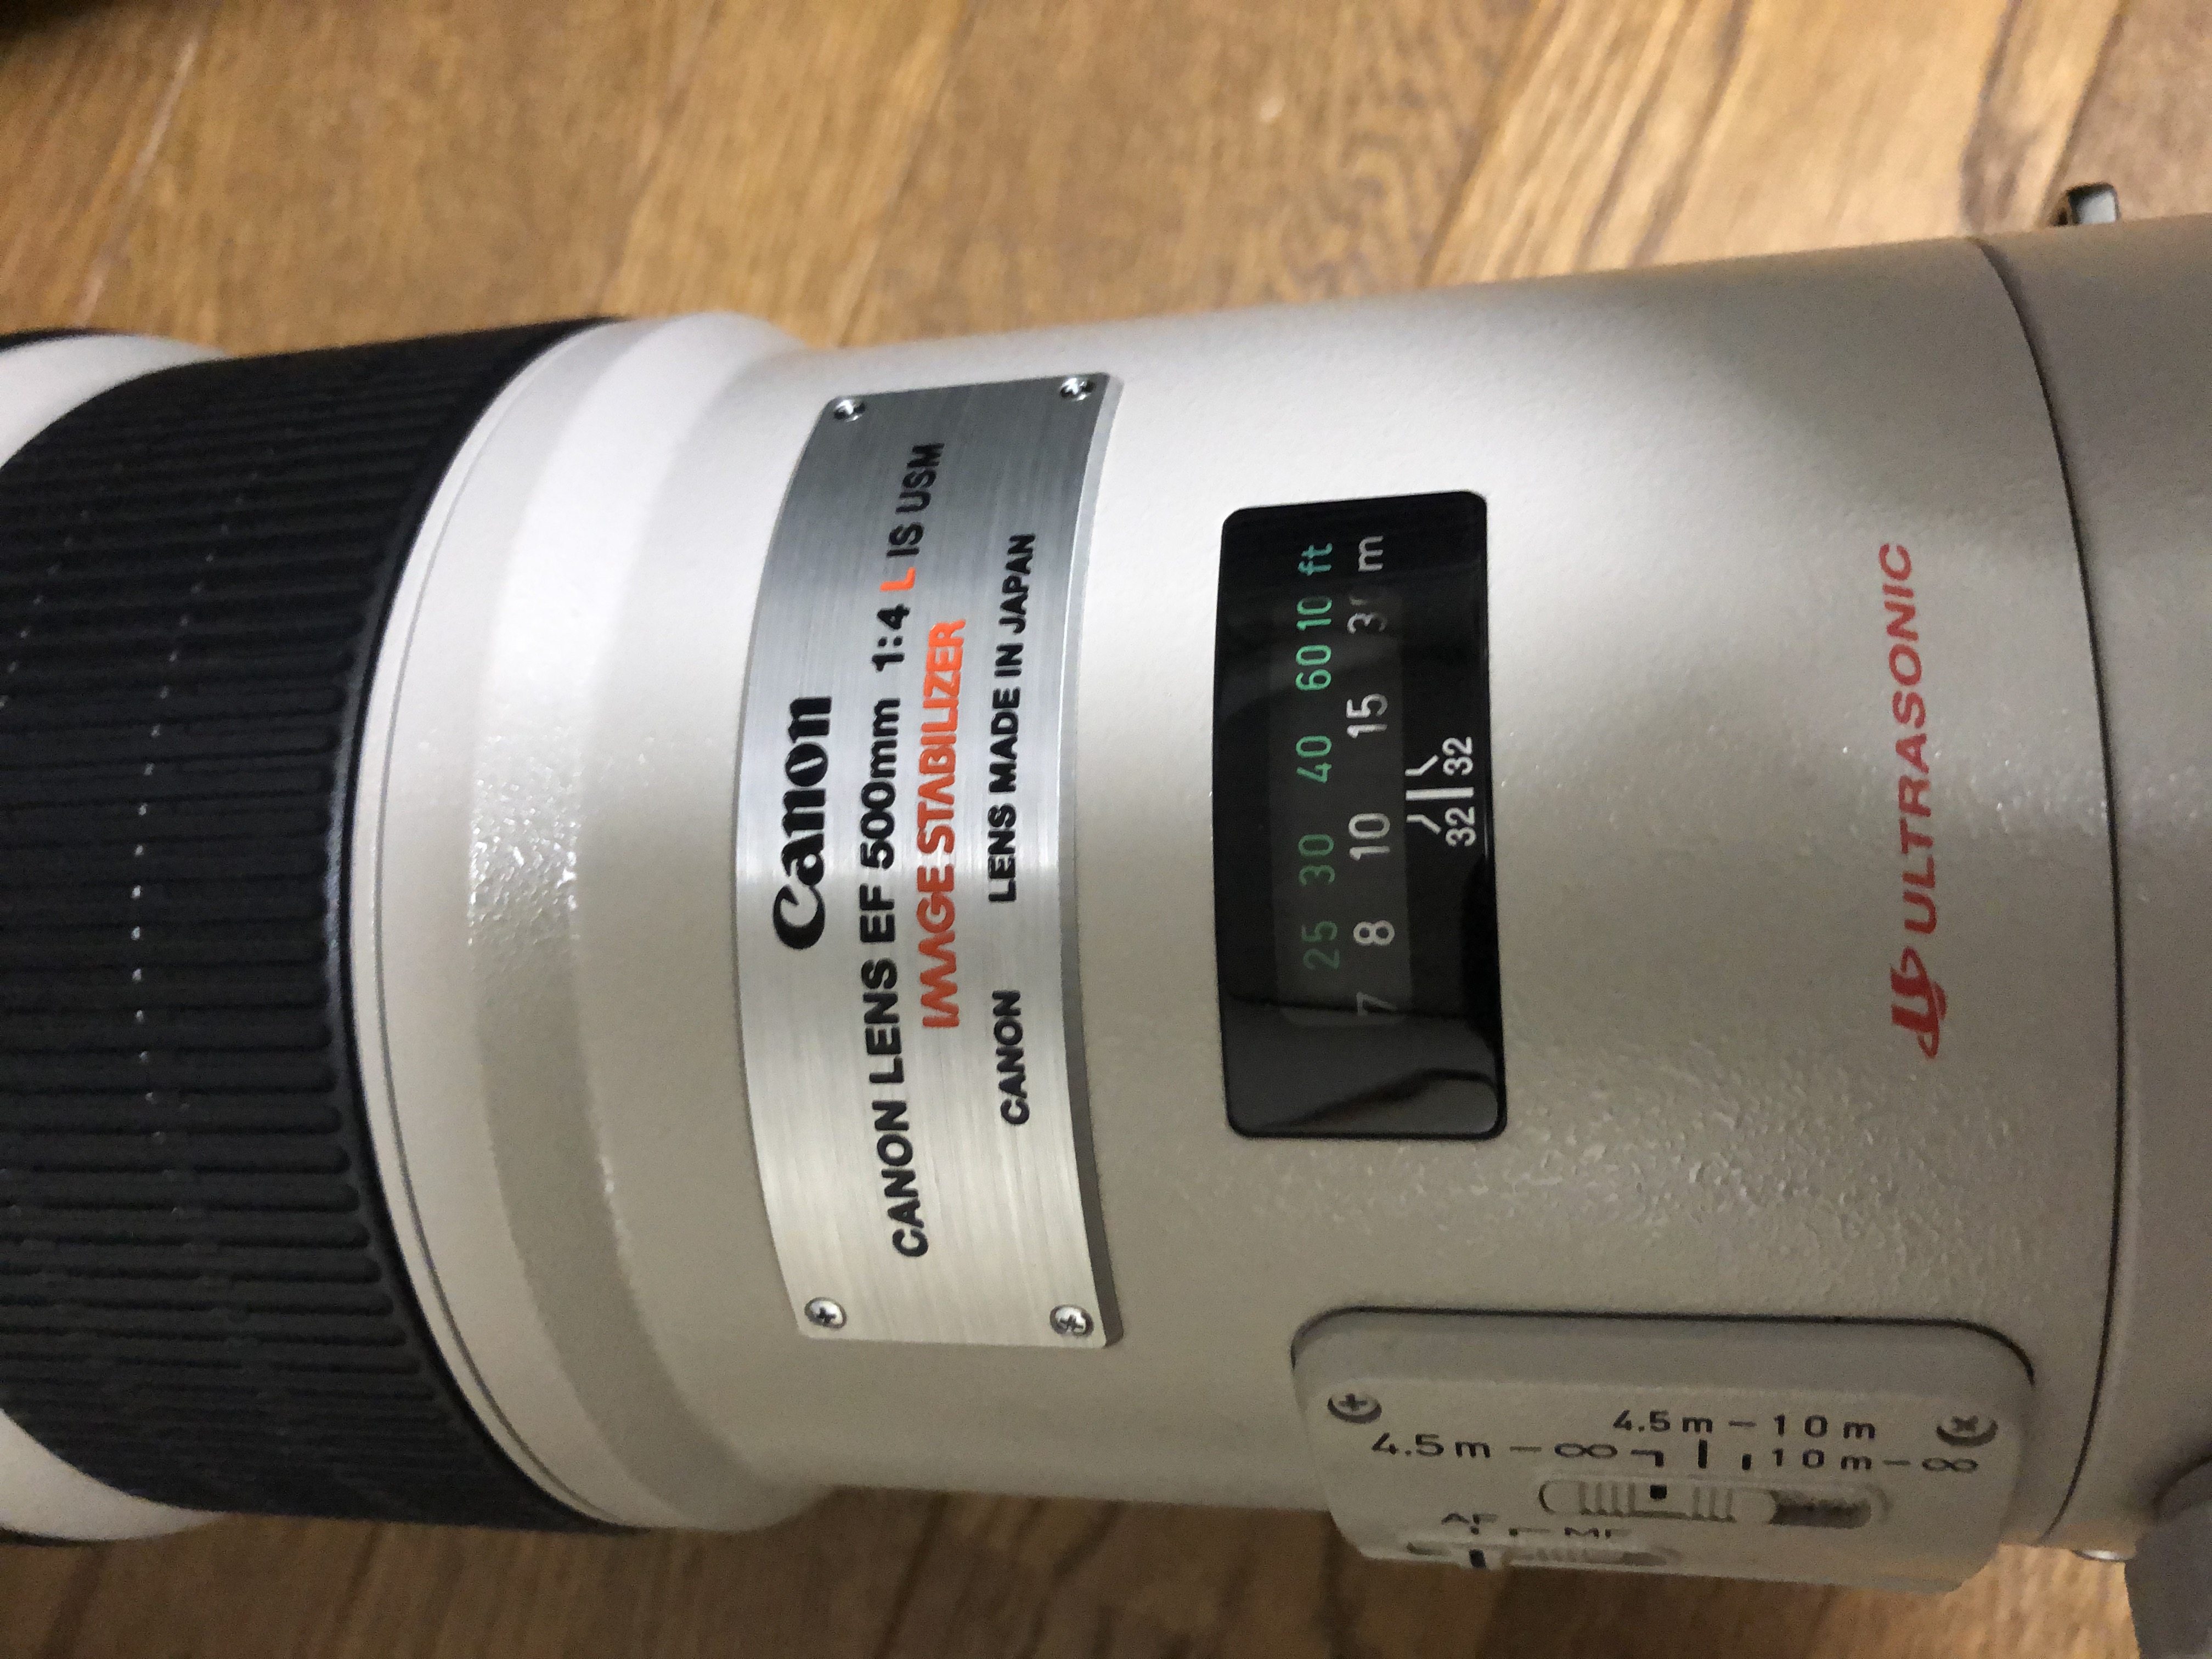 Canon
CANON LENS EF 500mm 1:4 L IS USM
IMAGE STABILIZER
CANON LENS MADE IN JAPAN
25 30 40 60 10 ft
7 8 10 15 m
32 32
ULTRASONIC
4.5m-10m
4.5m-∞
10m-∞
AF MF